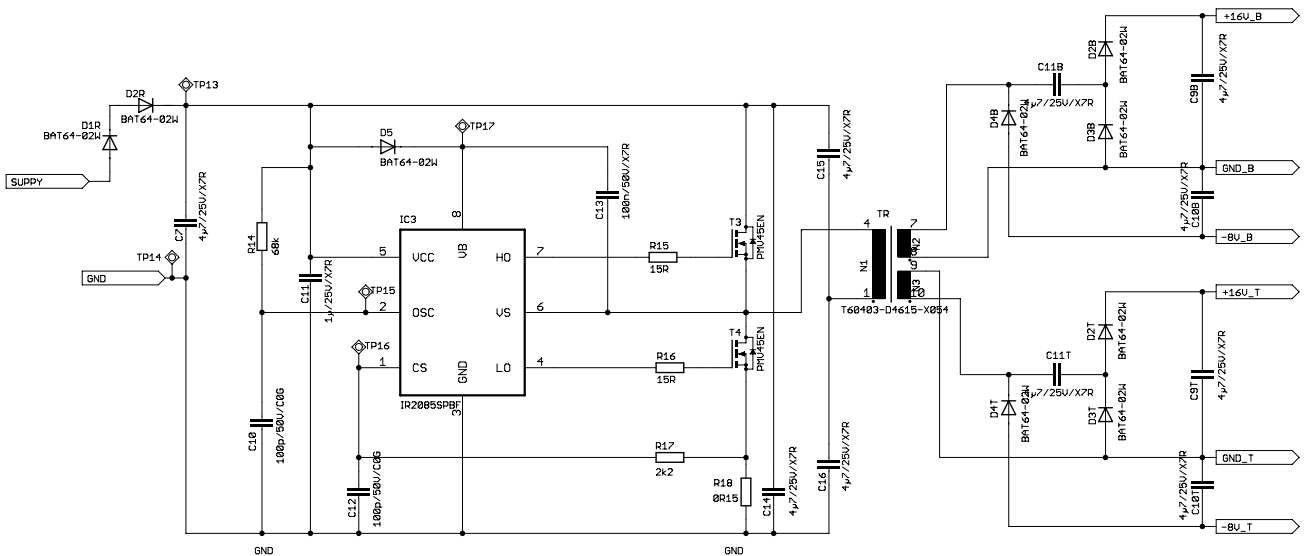 +16V_B
D2B
BAT64-02W
C11B
4µ7/25V/X7R
C9B
4µ7/25V/X7R
D4B
BAT64-02W
D3B
BAT64-02W
GND_B
C10B
4µ7/25V/X7R
-8V_B
TP13
D2R
BAT64-02W
D1R
BAT64-02W
SUPPY
C7
4µ7/25V/X7R
TP14
GND
D5
BAT64-02W
TP17
C13
100n/50V/X7R
C15
4µ7/25V/X7R
R14
68k
C11
1µ/25V/X7R
TP15
TP16
IC3
8
VB
5
VCC
HO
7
2
OSC
VS
6
1
CS
LO
4
GND
3
IR2085SPBF
R15
15R
T3
PMV45EN
R16
15R
T4
PMV45EN
TR
4
7
N1
N2
8
9
N3
1
10
T60403-D4615-X054
C10
100p/50V/C0G
C12
100p/50V/C0G
R17
2k2
R18
0R15
C14
4µ7/25V/X7R
C16
4µ7/25V/X7R
GND
GND
+16V_T
D2T
BAT64-02W
C11T
4µ7/25V/X7R
C9T
4µ7/25V/X7R
D4T
BAT64-02W
D3T
BAT64-02W
GND_T
C10T
4µ7/25V/X7R
-8V_T